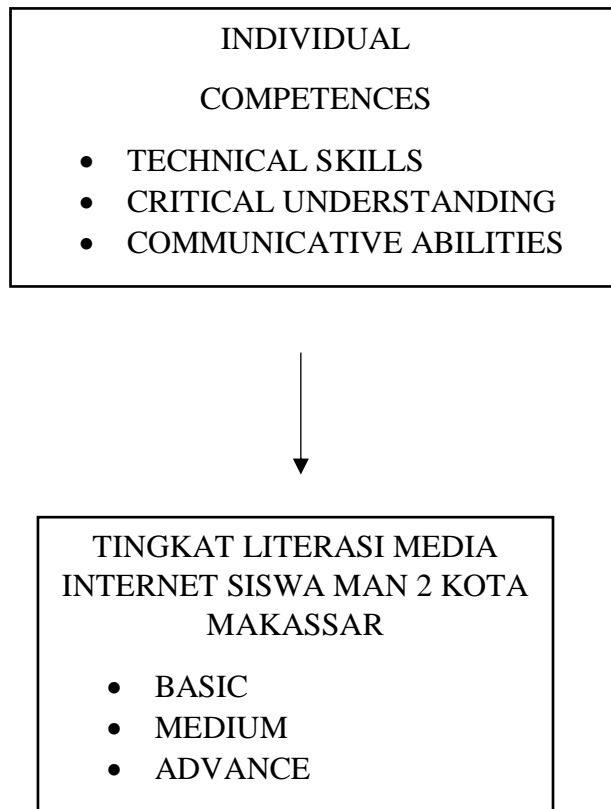 INDIVIDUAL
COMPETENCES
• TECHNICAL SKILLS
• CRITICAL UNDERSTANDING
• COMMUNICATIVE ABILITIES
TINGKAT LITERASI MEDIA
INTERNET SISWA MAN 2 KOTA
MAKASSAR
• BASIC
• MEDIUM
• ADVANCE